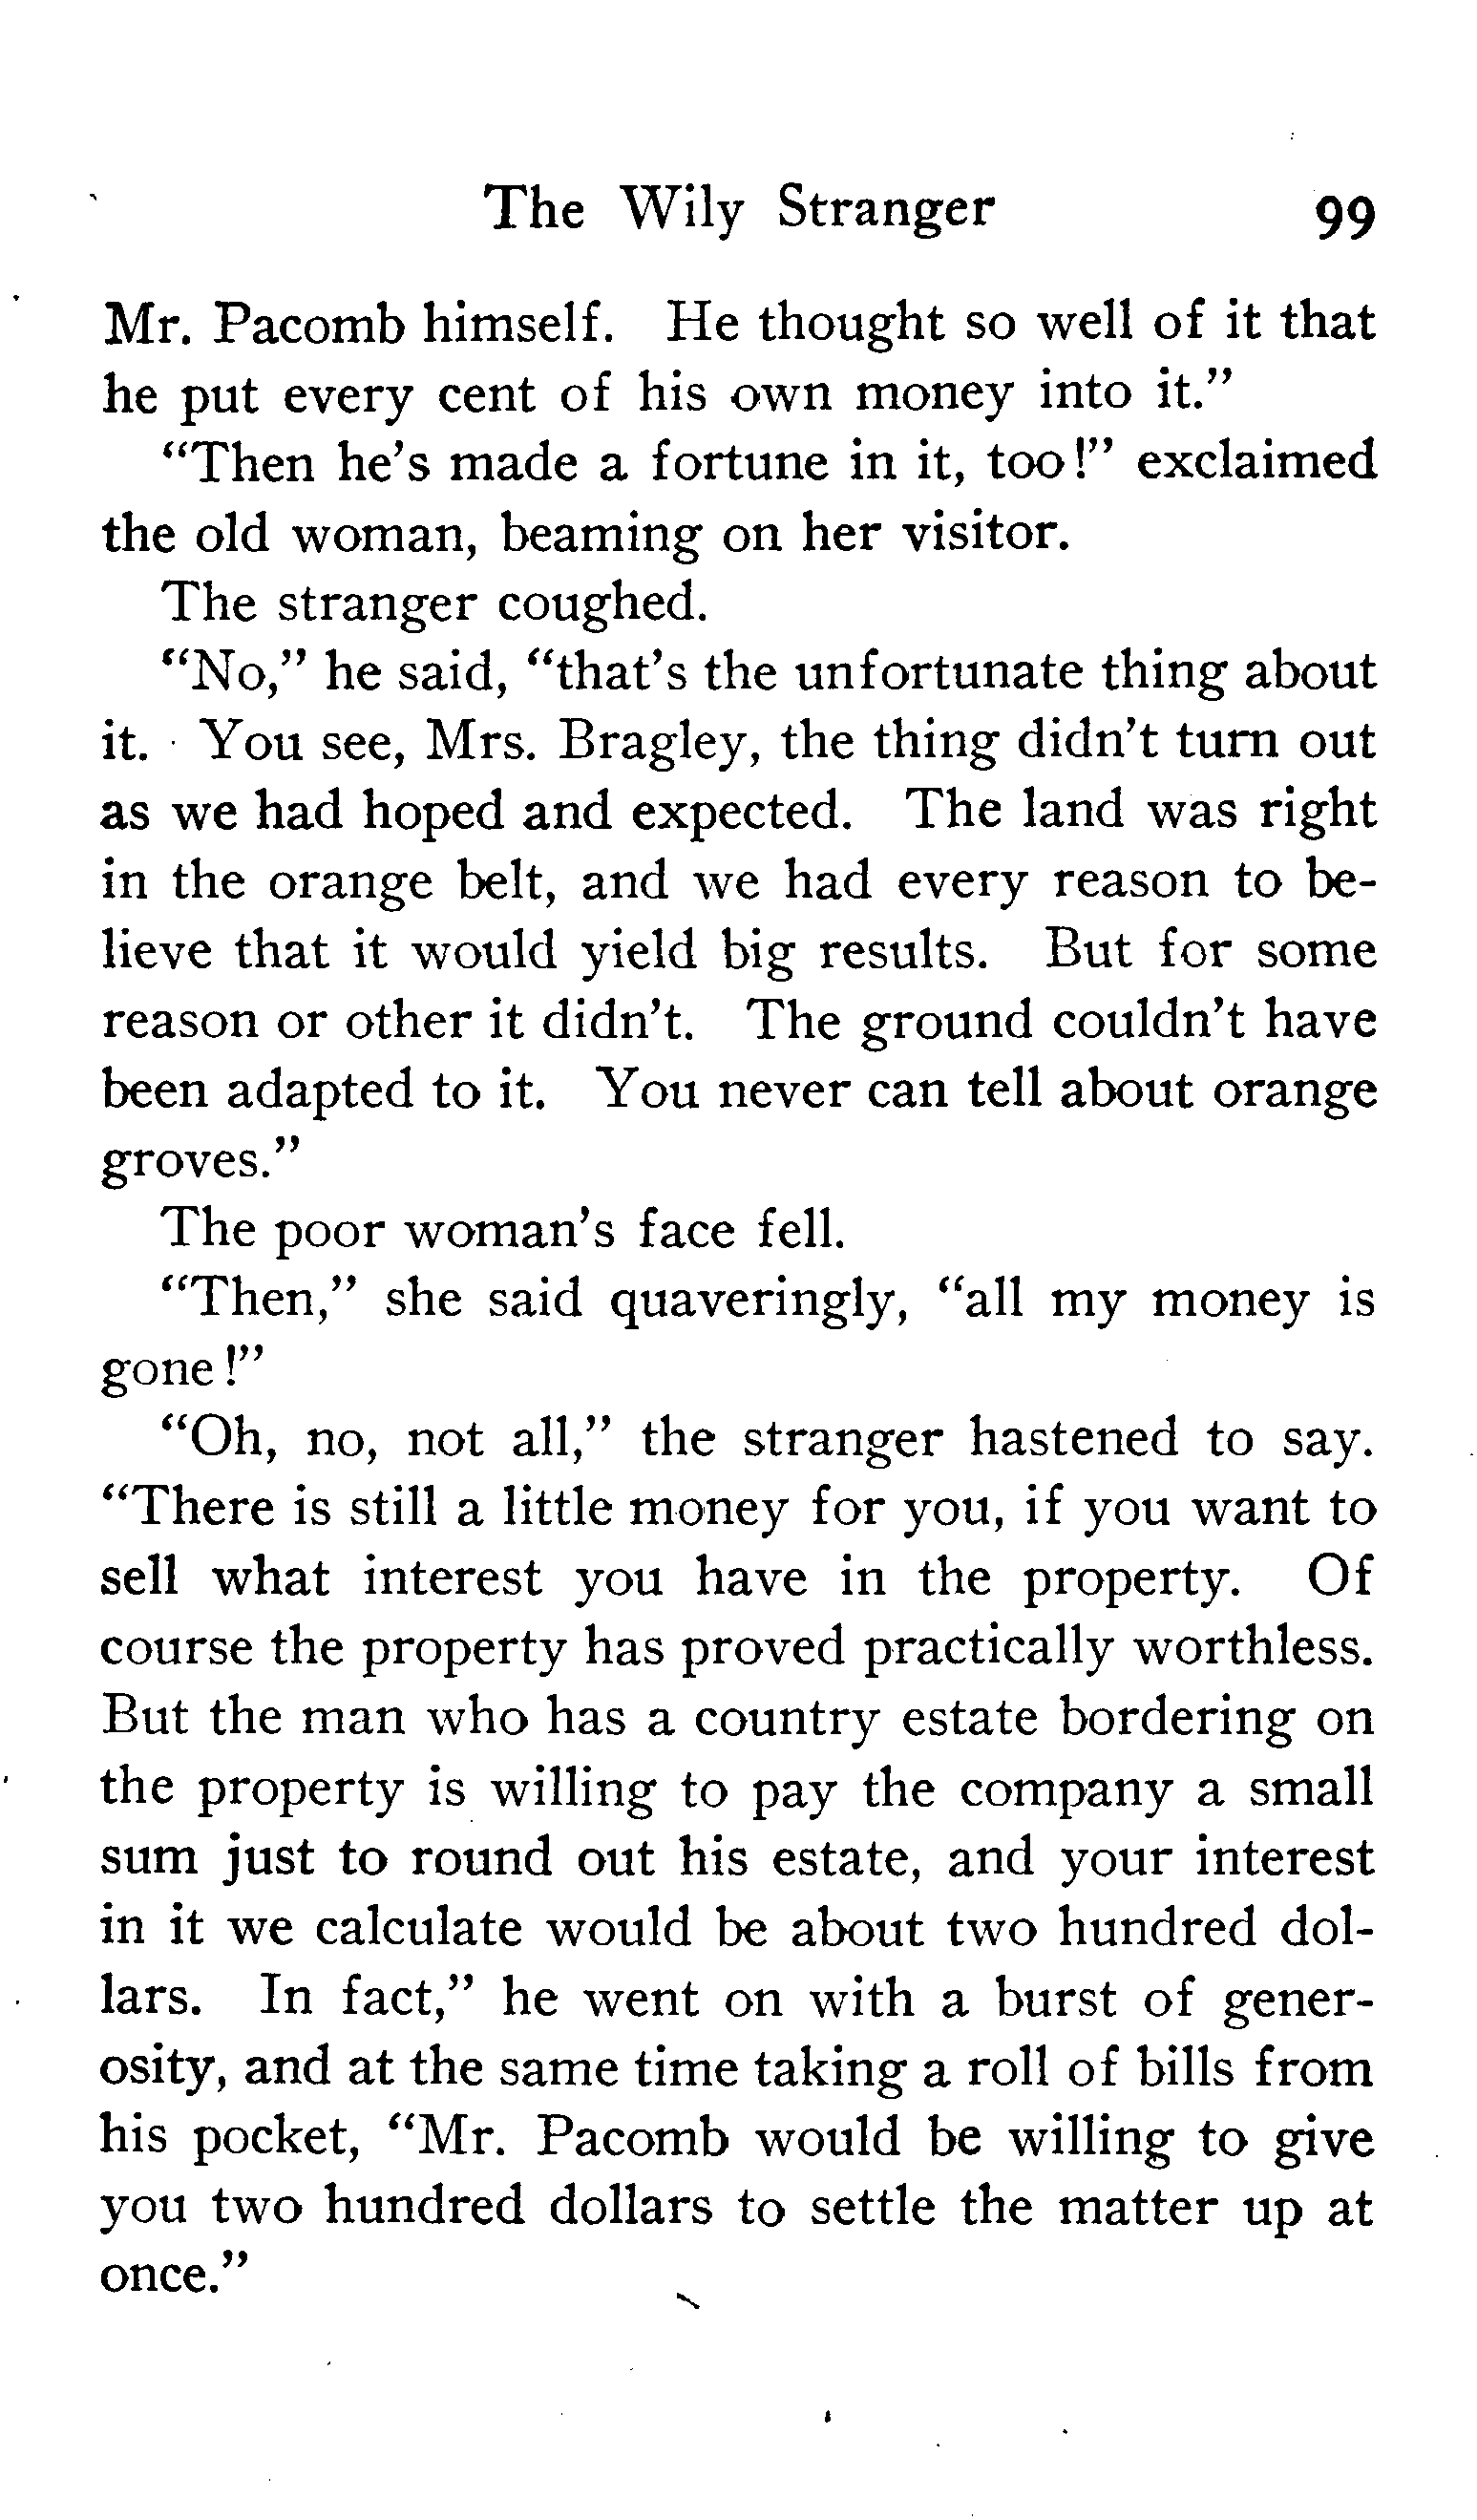 The Wily Stranger 99
Mr. Pacomb himself. He thought so well of it that
he put every cent of his own money into it."
"Then he's made a fortune in it, too!" exclaimed
the old woman, beaming on her visitor.
The stranger coughed.
"No," he said, "that's the unfortunate thing about
it. You see, Mrs. Bragley, the thing didn't turn out
as we had hoped and expected. The land was right
in the orange belt, and we had every reason to be-
lieve that it would yield big results. But for some
reason or other it didn't. The ground couldn't have
been adapted to it. You never can tell about orange
groves."
The poor woman's face fell.
"Then," she said quaveringly, "all my money is
gone!"
"Oh, no, not all," the stranger hastened to say.
"There is still a little money for you, if you want to
sell what interest you have in the property. Of
course the property has proved practically worthless.
But the man who has a country estate bordering on
the property is willing to pay the company a small
sum just to round out his estate, and your interest
in it we calculate would be about two hundred dol-
lars. In fact," he went on with a burst of gener-
osity, and at the same time taking a roll of bills from
his pocket, "Mr. Pacomb would be willing to give
you two hundred dollars to settle the matter up at
once."